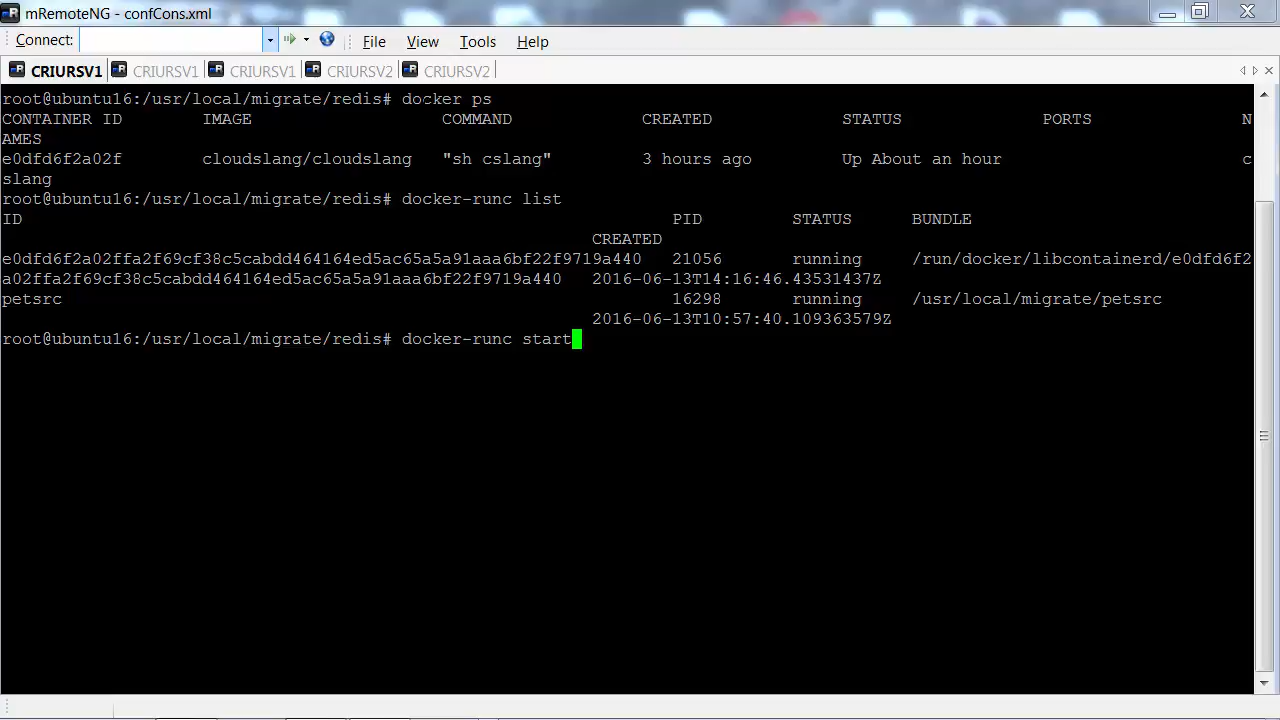 mRemoteNG - confCons.xml
Connect: File View Tools Help
CRIURSV1 CRIURSV1 CRIURSV1 CRIURSV2 CRIURSV2
root@ubuntu16:/usr/local/migrate/redis# docker ps
CONTAINER ID        IMAGE                   COMMAND             CREATED             STATUS              PORTS               N
AMES
e0dfd6f2a02f        cloudslang/cloudslang   "sh cslang"         3 hours ago         Up About an hour                        c
slang
root@ubuntu16:/usr/local/migrate/redis# docker-runc list
ID                                                                 PID         STATUS      BUNDLE
CREATED
e0dfd6f2a02ffa2f69cf38c5cabdd464164ed5ac65a5a91aaa6bf22f9719a440   21056       running     /run/docker/libcontainerd/e0dfd6f2
a02ffa2f69cf38c5cabdd464164ed5ac65a5a91aaa6bf22f9719a440   2016-06-13T14:16:46.43531437Z
petsrc                                                             16298       running     /usr/local/migrate/petsrc
2016-06-13T10:57:40.109363579Z
root@ubuntu16:/usr/local/migrate/redis# docker-runc start